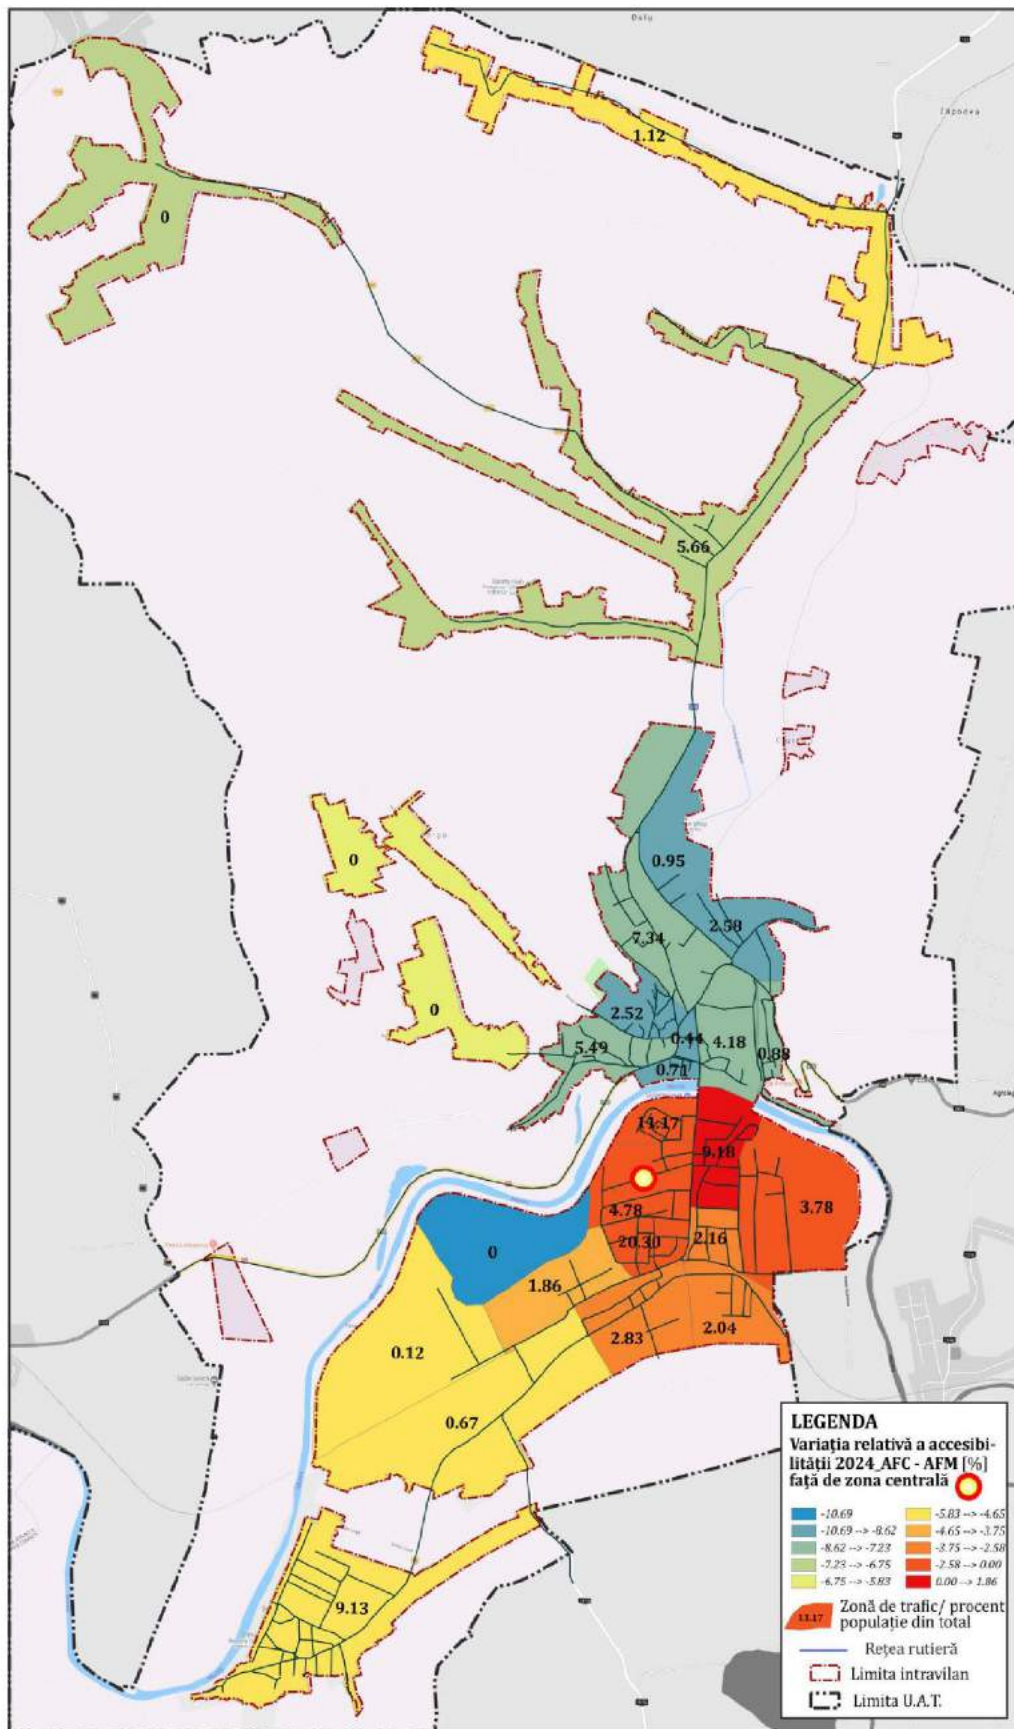 1.12
0
5.66
0.95
0
2.58
7.34
0
2.52
0.44
4.18
5.49
0.88
0.71
11.17
9.18
4.78
3.78
20.30
2.16
0
1.86
2.83
2.04
0.12
0.67
9.13
LEGENDA
Variația relativă a accesibi-
lității 2024_AFC - AFM [%]
față de zona centrală
-10.69
-10.69 --> -8.62
-8.62 --> -7.23
-7.23 --> -6.75
-6.75 --> -5.83
-5.83 --> -4.65
-4.65 --> -3.75
-3.75 --> -2.58
-2.58 --> 0.00
0.00 --> 1.86
11.17
Zonă de trafic/ procent
populație din total
Rețea rutieră
Limita intravilan
Limita U.A.T.